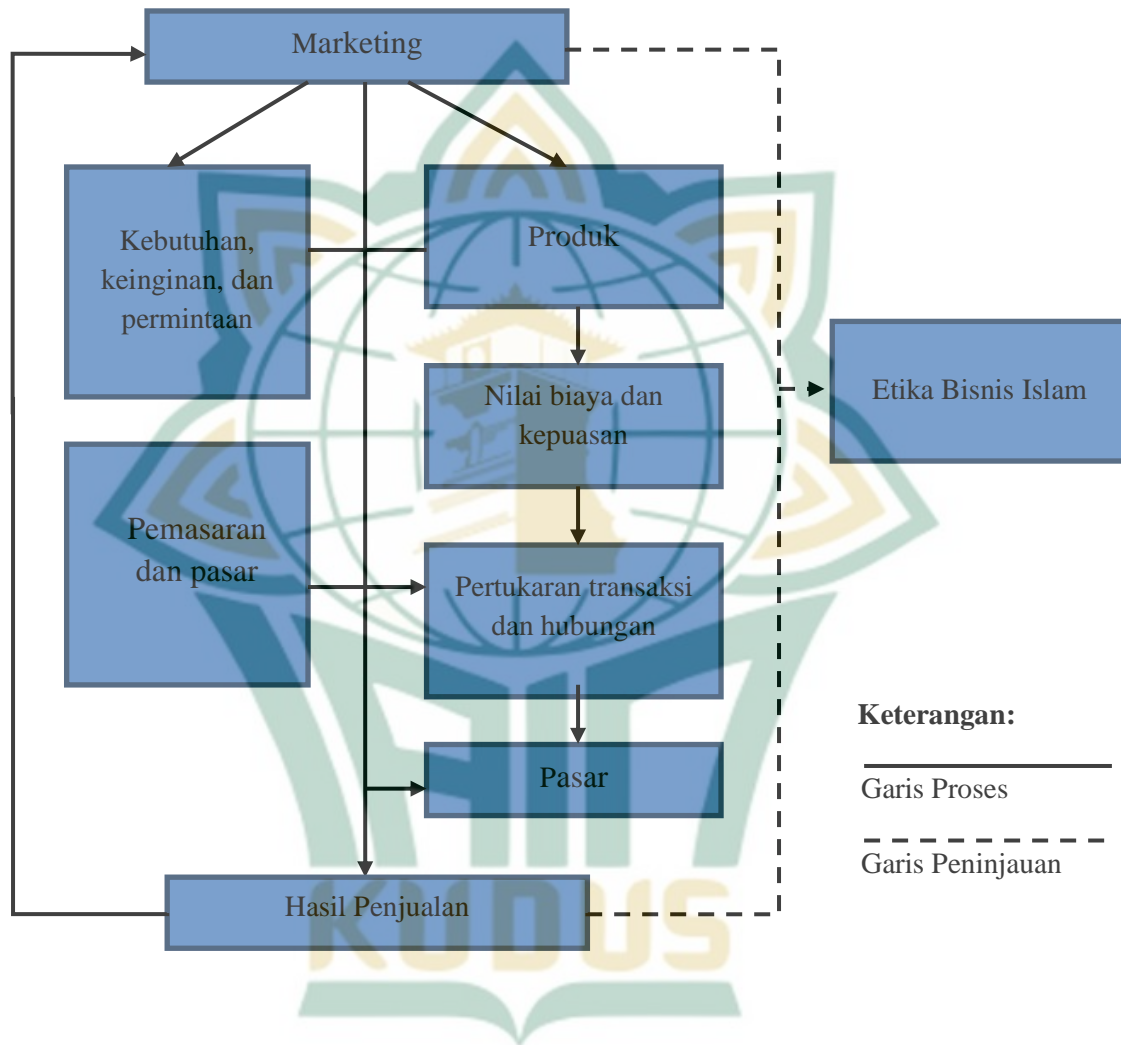 Marketing
Kebutuhan,
keinginan, dan
permintaan
Produk
Nilai biaya dan
kepuasan
Etika Bisnis Islam
Pemasaran
dan pasar
Pertukaran transaksi
dan hubungan
Pasar
Hasil Penjualan
Keterangan:
Garis Proses
Garis Peninjauan
KUDUS